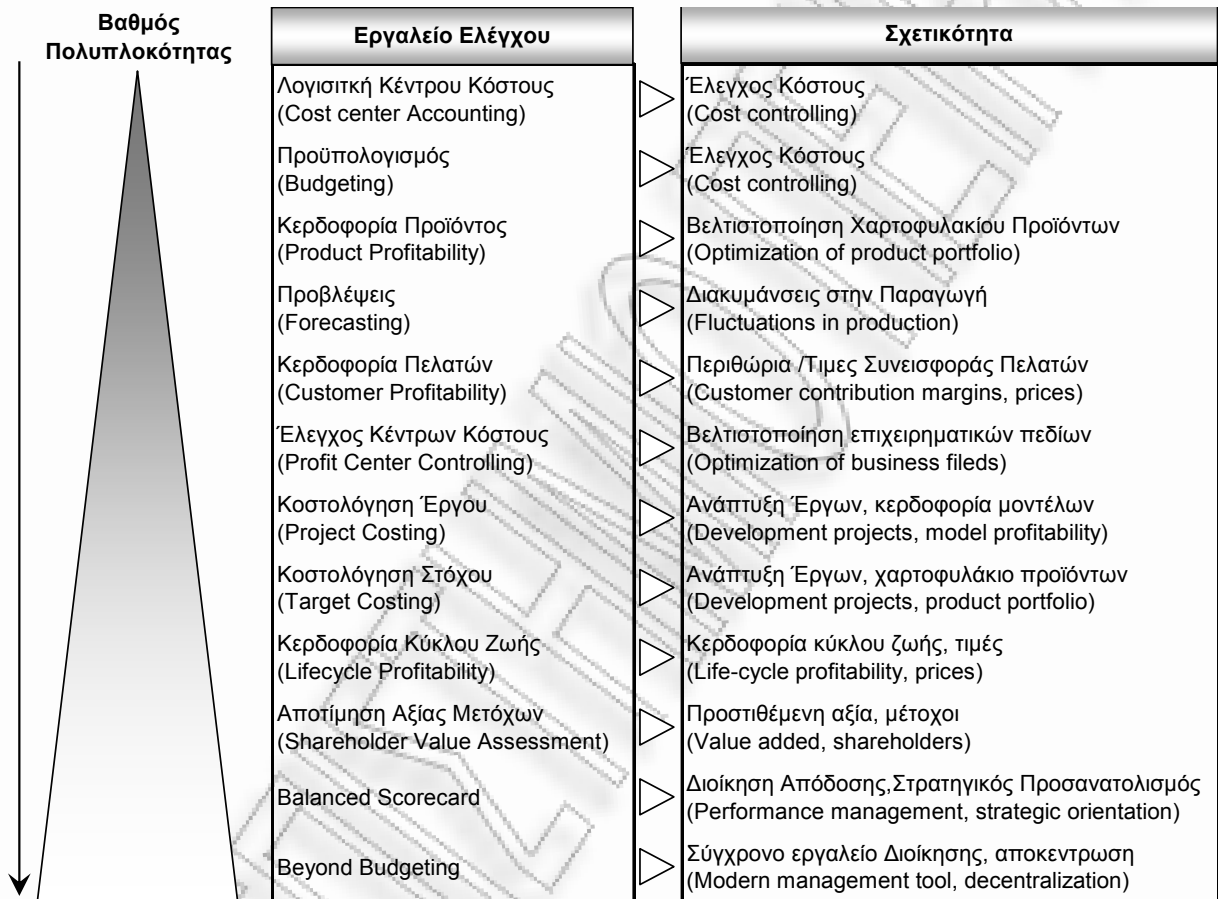 Βαθμός
Πολυπλοκότητας
Εργαλείο Ελέγχου
Σχετικότητα
Λογισιτκή Κέντρου Κόστους
(Cost center Accounting)
Έλεγχος Κόστους
(Cost controlling)
Προϋπολογισμός
(Budgeting)
Έλεγχος Κόστους
(Cost controlling)
Κερδοφορία Προϊόντος
(Product Profitability)
Βελτιστοποίηση Χαρτοφυλακίου Προϊόντων
(Optimization of product portfolio)
Προβλέψεις
(Forecasting)
Διακυμάνσεις στην Παραγωγή
(Fluctuations in production)
Κερδοφορία Πελατών
(Customer Profitability)
Περιθώρια /Τιμες Συνεισφοράς Πελατών
(Customer contribution margins, prices)
Έλεγχος Κέντρων Κόστους
(Profit Center Controlling)
Βελτιστοποίηση επιχειρηματικών πεδίων
(Optimization of business fileds)
Κοστολόγηση Έργου
(Project Costing)
Ανάπτυξη Έργων, κερδοφορία μοντέλων
(Development projects, model profitability)
Κοστολόγηση Στόχου
(Target Costing)
Ανάπτυξη Έργων, χαρτοφυλάκιο προϊόντων
(Development projects, product portfolio)
Κερδοφορία Κύκλου Ζωής
(Lifecycle Profitability)
Κερδοφορία κύκλου ζωής, τιμές
(Life-cycle profitability, prices)
Αποτίμηση Αξίας Μετόχων
(Shareholder Value Assessment)
Προστιθέμενη αξία, μέτοχοι
(Value added, shareholders)
Balanced Scorecard
Διοίκηση Απόδοσης,Στρατηγικός Προσανατολισμός
(Performance management, strategic orientation)
Beyond Budgeting
Σύγχρονο εργαλείο Διοίκησης, αποκεντρωση
(Modern management tool, decentralization)